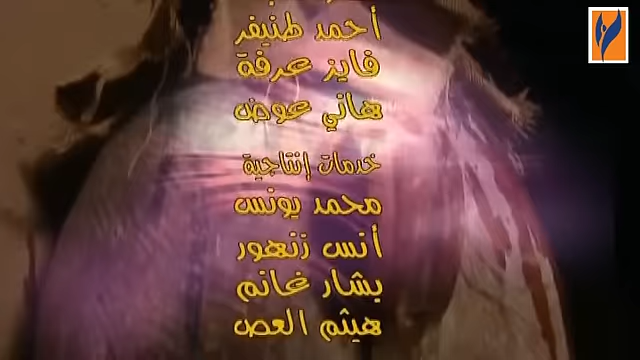 أحمد طنيفر
فايز عرفة
هاني عوض
خدمات إنتاجية
محمد يونس
أنس زنهور
بشار غانم
هيثم العص